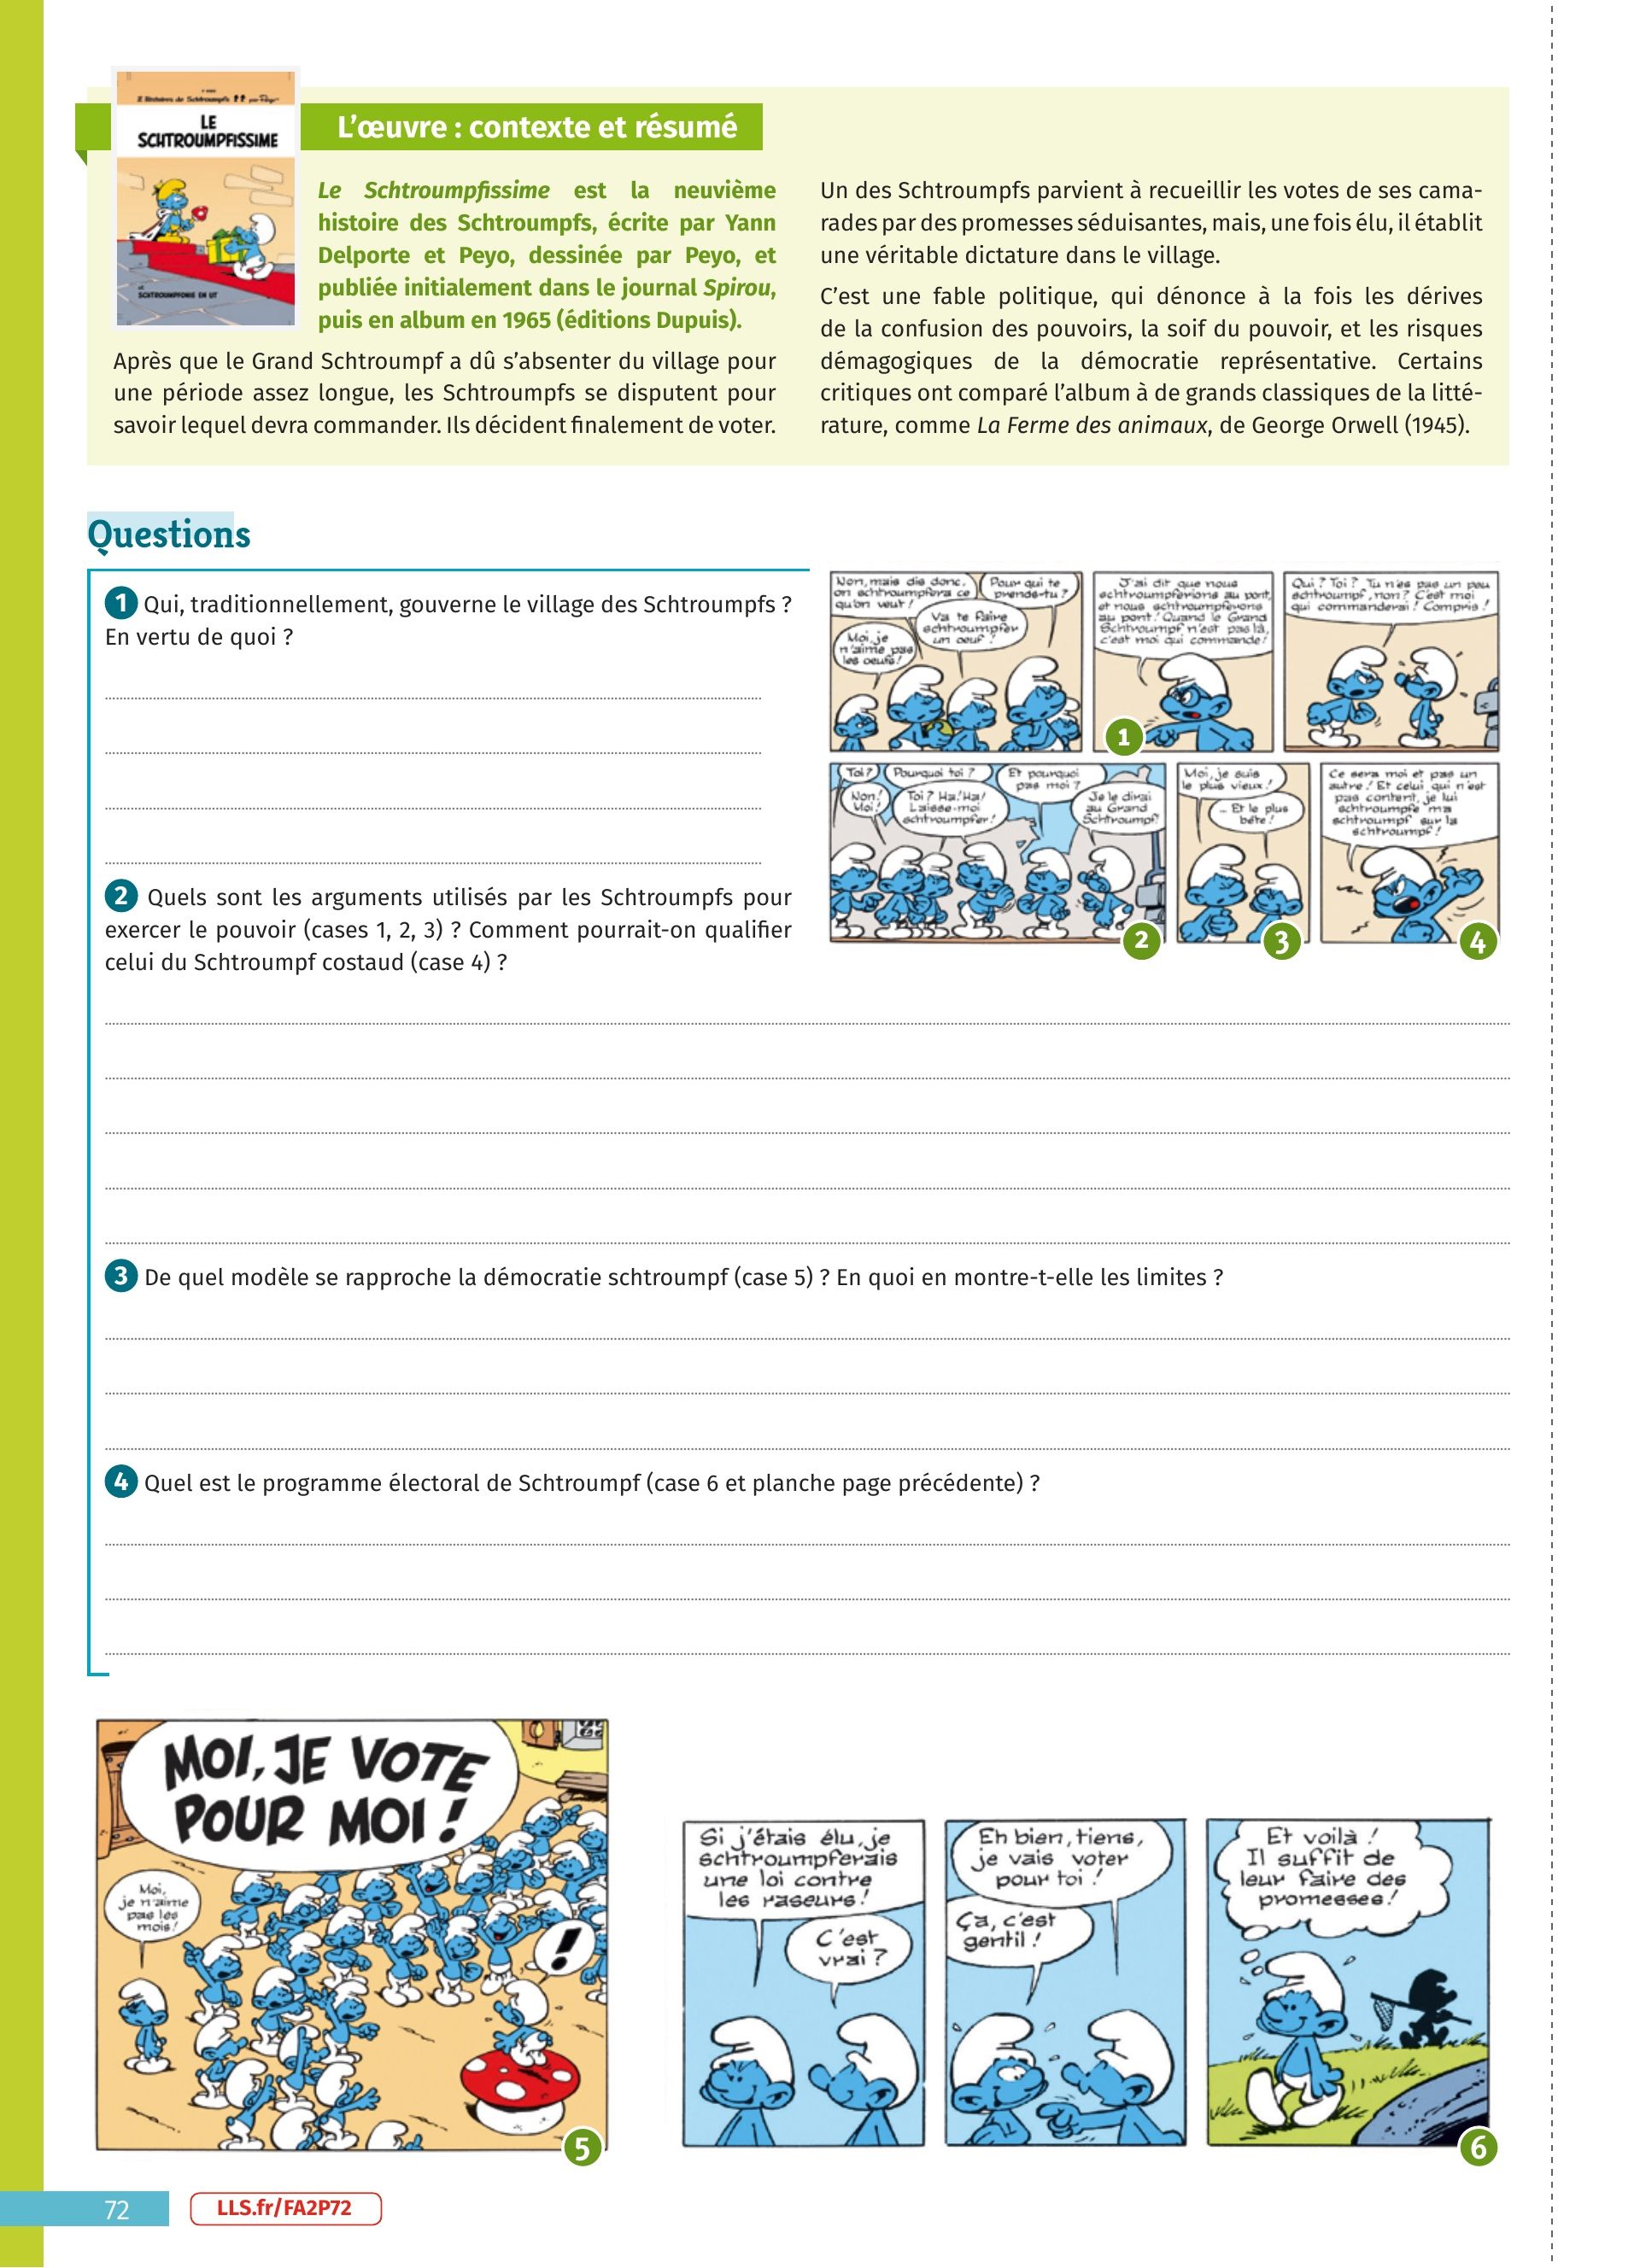 2 Histoires de Schtroumpfs par Peyo
LE
SCHTROUMPFISSIME
et
SCHTROUMPFONIE EN UT
L’œuvre : contexte et résumé
Le Schtroumpfissime est la neuvième
histoire des Schtroumpfs, écrite par Yann
Delporte et Peyo, dessinée par Peyo, et
publiée initialement dans le journal Spirou,
puis en album en 1965 (éditions Dupuis).
Après que le Grand Schtroumpf a dû s’absenter du village pour
une période assez longue, les Schtroumpfs se disputent pour
savoir lequel devra commander. Ils décident finalement de voter.
Un des Schtroumpfs parvient à recueillir les votes de ses cama-
rades par des promesses séduisantes, mais, une fois élu, il établit
une véritable dictature dans le village.
C’est une fable politique, qui dénonce à la fois les dérives
de la confusion des pouvoirs, la soif du pouvoir, et les risques
démagogiques de la démocratie représentative. Certains
critiques ont comparé l’album à de grands classiques de la litté-
rature, comme La Ferme des animaux, de George Orwell (1945).
Questions
1 Qui, traditionnellement, gouverne le village des Schtroumpfs ?
En vertu de quoi ?
2 Quels sont les arguments utilisés par les Schtroumpfs pour
exercer le pouvoir (cases 1, 2, 3) ? Comment pourrait-on qualifier
celui du Schtroumpf costaud (case 4) ?
Non, mais dis donc,
on schtroumpfera ce
qu'on veut !
Pour qui te
prends-tu ?
Va te faire
schtroumpfer
un oeuf !
Moi, je
n'aime pas
les oeufs !
J'ai dit que nous
schtroumpferions au pont,
et nous schtroumpferons
au pont ! Quand le Grand
Schtroumpf n'est pas là,
c'est moi qui commande !
1
Qui ? Toi ? Tu n'es pas un peu
schtroumpf, non ? C'est moi
qui commanderai ! Compris !
Toi ?
Non !
Moi !
Pourquoi toi ?
Toi ? Ha ! Ha !
Laisse-moi
schtroumpfer !
Et pourquoi
pas moi ?
Je le dirai
au Grand
Schtroumpf !
2
Moi, je suis
le plus vieux !
... Et le plus
bête !
3
Ce sera moi et pas un
autre ! Et celui qui n'est
pas content, je lui
schtroumpfe ma
schtroumpf sur la
schtroumpf !
4
3 De quel modèle se rapproche la démocratie schtroumpf (case 5) ? En quoi en montre-t-elle les limites ?
4 Quel est le programme électoral de Schtroumpf (case 6 et planche page précédente) ?
MOI, JE VOTE
POUR MOI !
Moi,
je n'aime
pas les
mois !
!
5
Si j'étais élu, je
schtroumpferais
une loi contre
les raseurs !
C'est
vrai ?
Eh bien, tiens,
je vais voter
pour toi !
Ça, c'est
gentil !
Et voilà !
Il suffit de
leur faire des
promesses !
6
72
LLS.fr/FA2P72